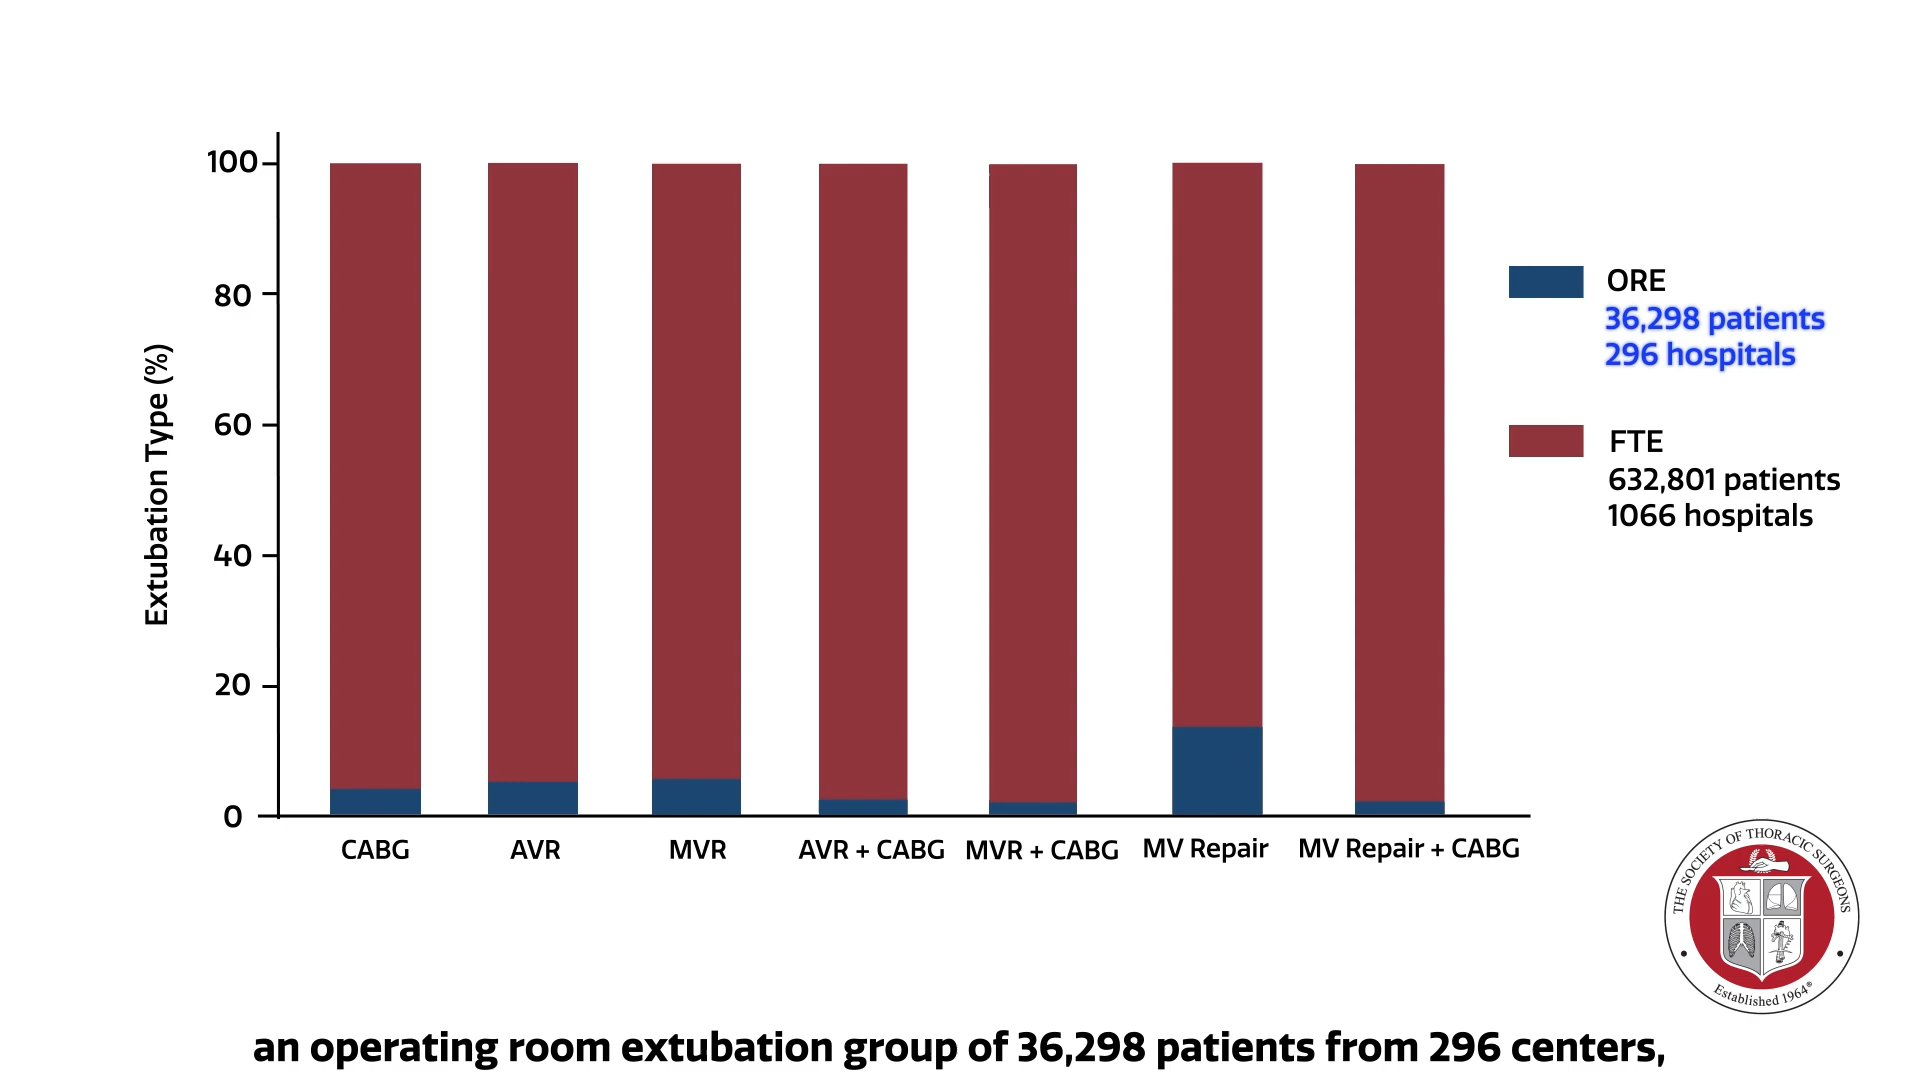 100
80
60
40
20
0
Extubation Type (%)
CABG
AVR
MVR
AVR + CABG
MVR + CABG
MV Repair
MV Repair + CABG
ORE
36,298 patients
296 hospitals
FTE
632,801 patients
1066 hospitals
THE SOCIETY OF THORACIC SURGEONS
Established 1964®
an operating room extubation group of 36,298 patients from 296 centers,